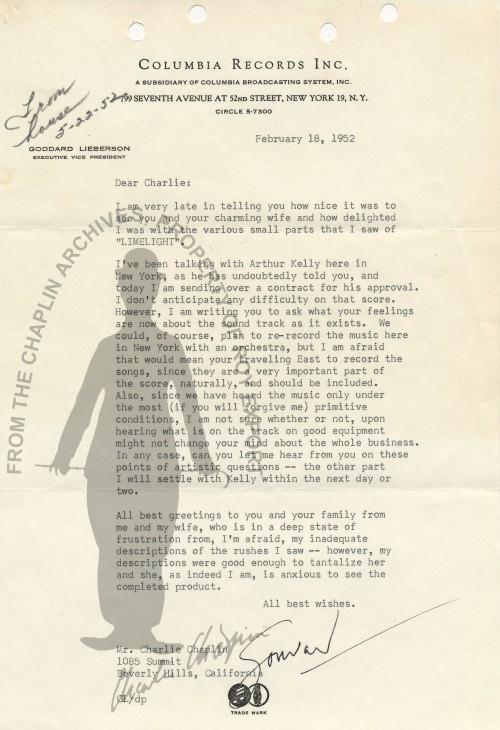 COLUMBIA RECORDS INC.
A SUBSIDIARY OF COLUMBIA BROADCASTING SYSTEM, INC.
799 SEVENTH AVENUE AT 52ND STREET, NEW YORK 19, N. Y.
CIRCLE 5-7300
From
house
5-22-52
GODDARD LIEBERSON
EXECUTIVE VICE PRESIDENT
February 18, 1952
Dear Charlie:
I am very late in telling you how nice it was to
see you and your charming wife and how delighted
I was with the various small parts that I saw of
"LIMELIGHT".
I've been talking with Arthur Kelly here in
New York, as he has undoubtedly told you, and
today I am sending over a contract for his approval.
I don't anticipate any difficulty on that score.
However, I am writing you to ask what your feelings
are now about the sound track as it exists. We
could, of course, plan to re-record the music here
in New York with an orchestra, but I am afraid
that would mean your traveling East to record the
songs, since they are a very important part of
the score, naturally, and should be included.
Also, since we have heard the music only under
the most (if you will forgive me) primitive
conditions, I am not sure whether or not, upon
hearing what is on the track on good equipment
might not change your mind about the whole business.
In any case, can you let me hear from you on these
points of artistic questions -- the other part
I will settle with Kelly within the next day or
two.
All best greetings to you and your family from
me and my wife, who is in a deep state of
frustration from, I'm afraid, my inadequate
descriptions of the rushes I saw -- however, my
descriptions were good enough to tantalize her
and she, as indeed I am, is anxious to see the
completed product.
All best wishes.
Goddard
Mr. Charlie Chaplin
1085 Summit
Beverly Hills, California
GL/dp
TRADE MARK
FROM THE CHAPLIN ARCHIVES, PROPERTY OF ROY EXPORT
Charlie Chaplin